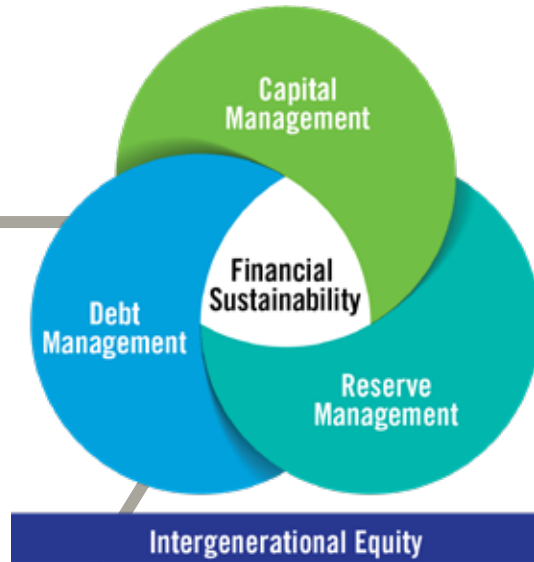 Capital
Management
Financial
Sustainability
Debt
Management
Reserve
Management
Intergenerational Equity